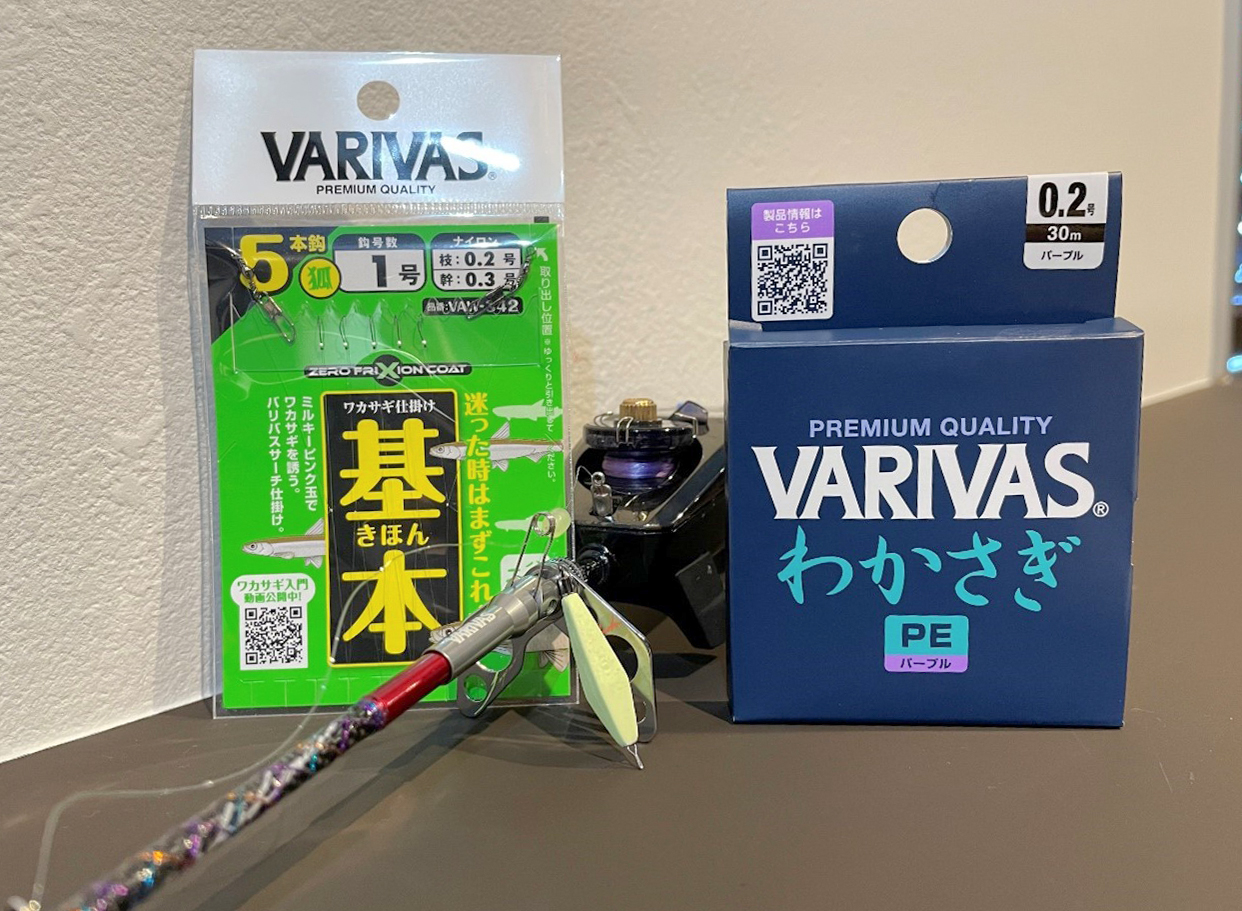 VARIVAS®
PREMIUM QUALITY
5本鈎
狐
鈎号数
1号
ナイロン
枝:0.2号
幹:0.3号
取り出し位置
ZERO FRIXION COAT
ワカサギ仕掛け
基
きほん
本
迷った時はまずこれ
ミルキーピンク玉で
ワカサギを誘う。
バリバスサーチ仕掛け。
ワカサギ入門
動画公開中!
VARIVAS
製品情報は
こちら
0.2号
30m
パープル
PREMIUM QUALITY
VARIVAS®
わかさぎ
PE
パープル